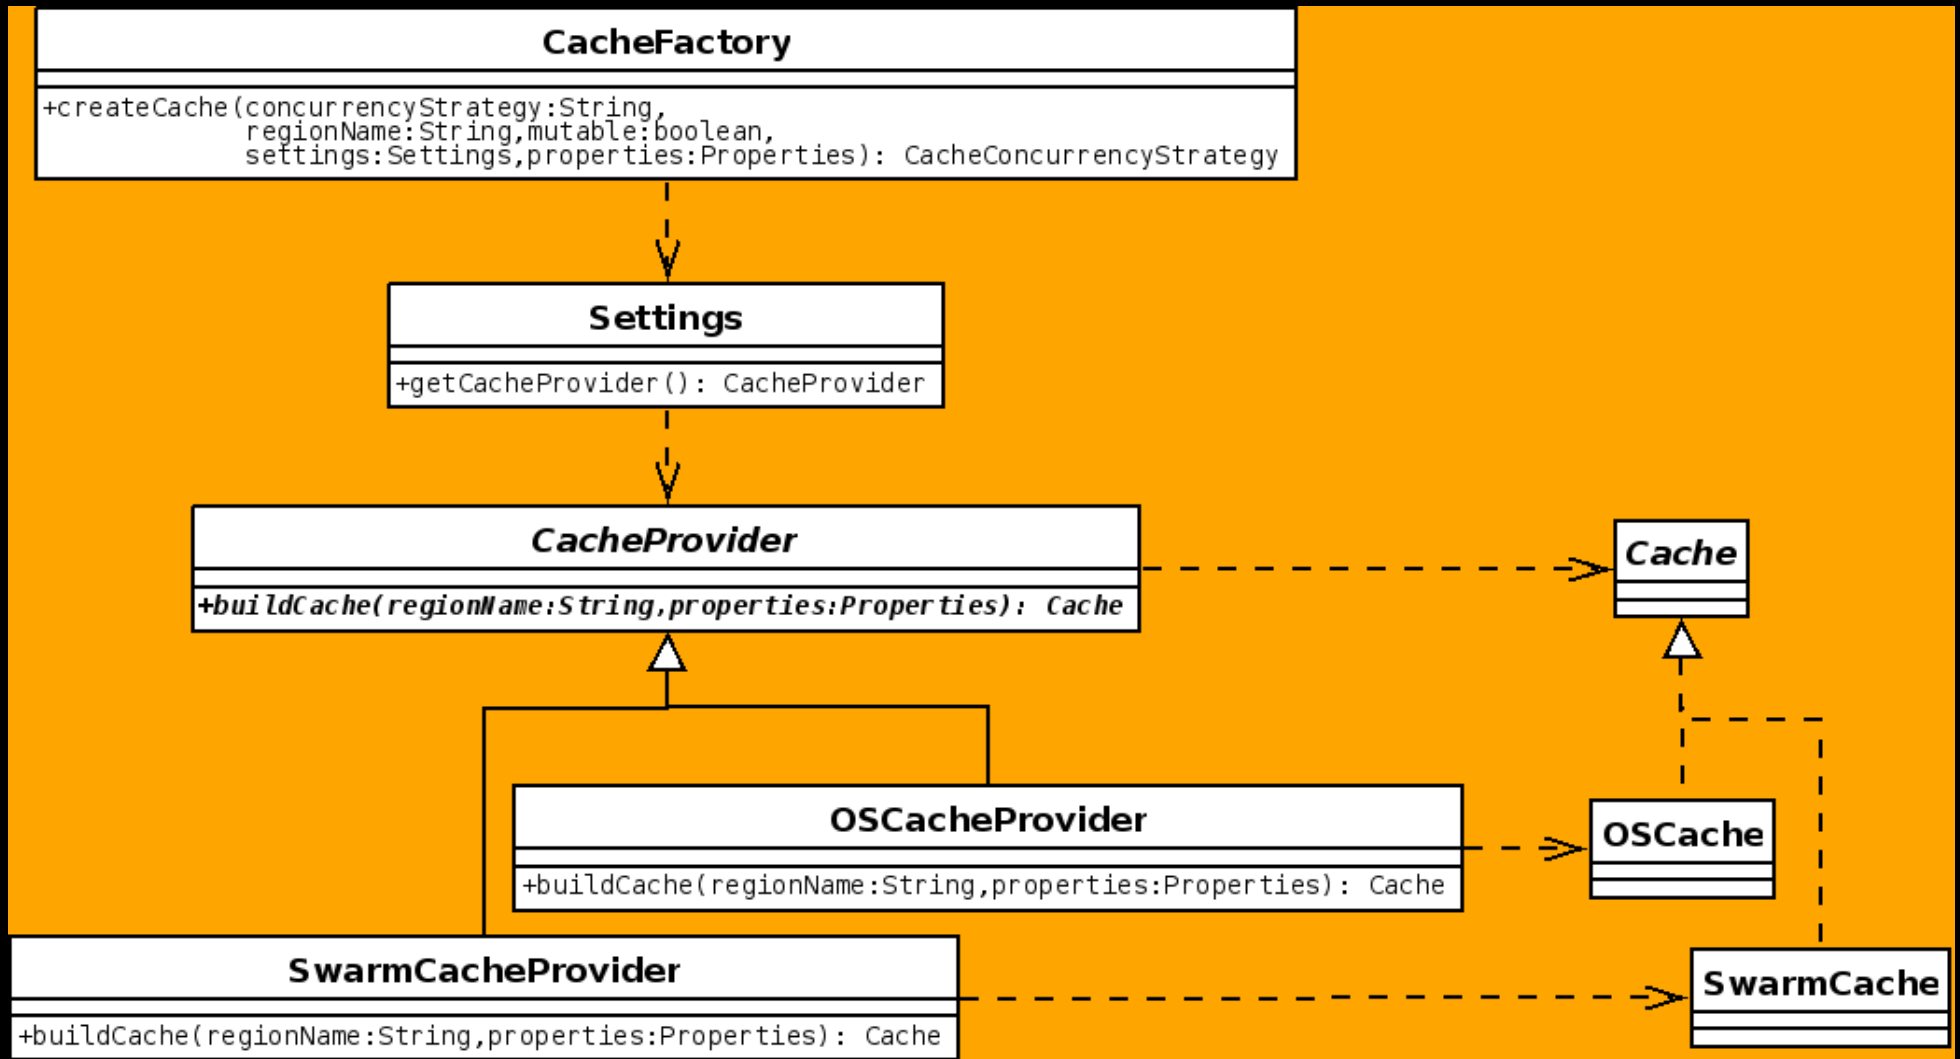 CacheFactory
+createCache(concurrencyStrategy:String,
regionName:String,mutable:boolean,
settings:Settings,properties:Properties): CacheConcurrencyStrategy
Settings
+getCacheProvider(): CacheProvider
CacheProvider
+buildCache(regionName:String,properties:Properties): Cache
Cache
OSCacheProvider
+buildCache(regionName:String,properties:Properties): Cache
OSCache
SwarmCacheProvider
+buildCache(regionName:String,properties:Properties): Cache
SwarmCache